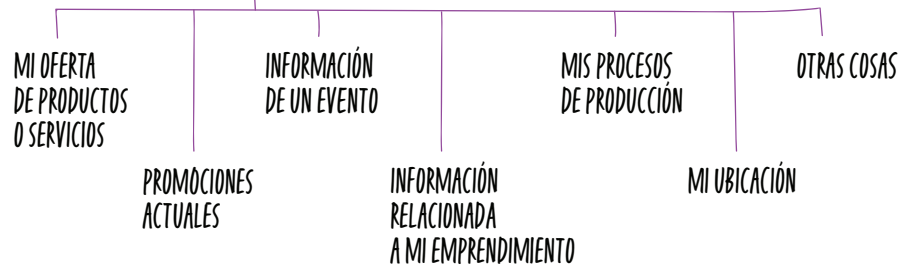 MI OFERTA
DE PRODUCTOS
O SERVICIOS
PROMOCIONES
ACTUALES
INFORMACIÓN
DE UN EVENTO
INFORMACIÓN
RELACIONADA
A MI EMPRENDIMIENTO
MIS PROCESOS
DE PRODUCCIÓN
MI UBICACIÓN
OTRAS COSAS